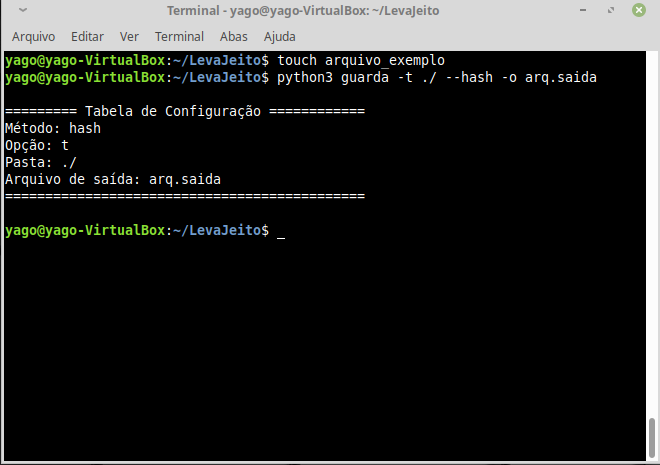 Terminal - yago@yago-VirtualBox: ~/LevaJeito
Arquivo Editar Ver Terminal Abas Ajuda
yago@yago-VirtualBox:~/LevaJeito$ touch arquivo_exemplo
yago@yago-VirtualBox:~/LevaJeito$ python3 guarda -t ./ --hash -o arq.saida
========= Tabela de Configuração ============
Método: hash
Opção: t
Pasta: ./
Arquivo de saída: arq.saida
=============================================
yago@yago-VirtualBox:~/LevaJeito$ _